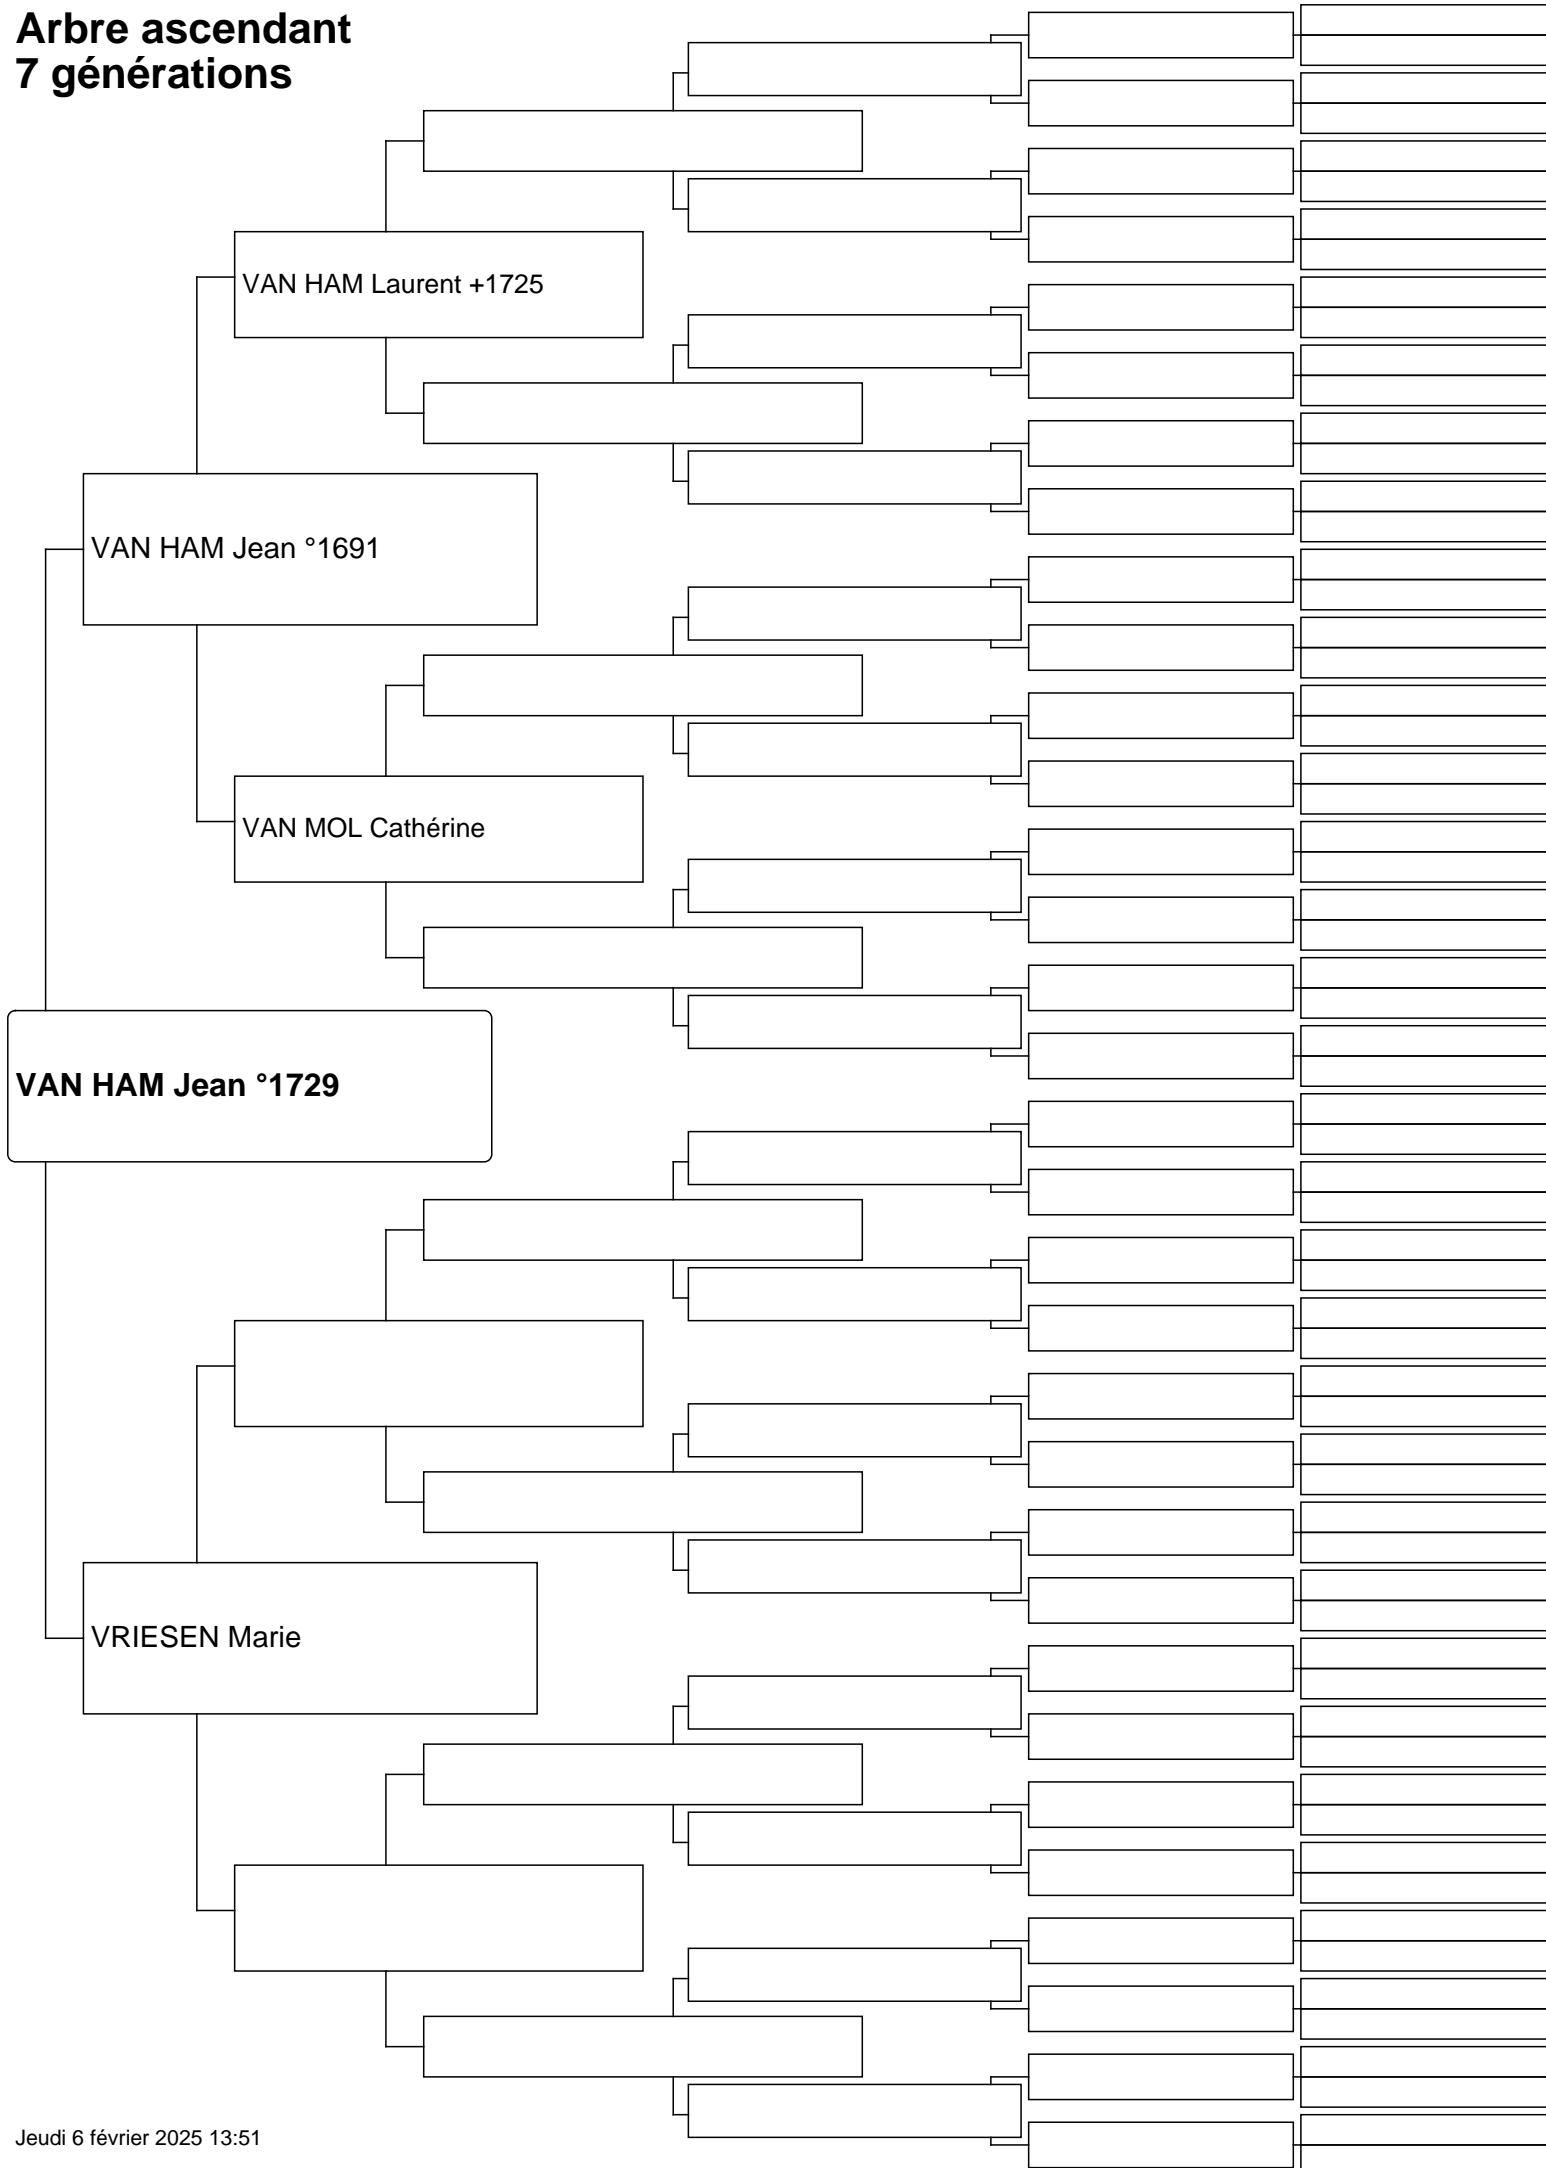 Arbre ascendant
7 générations
VAN HAM Laurent +1725
VAN HAM Jean °1691
VAN MOL Cathérine
VAN HAM Jean °1729
VRIESEN Marie
Jeudi 6 février 2025 13:51